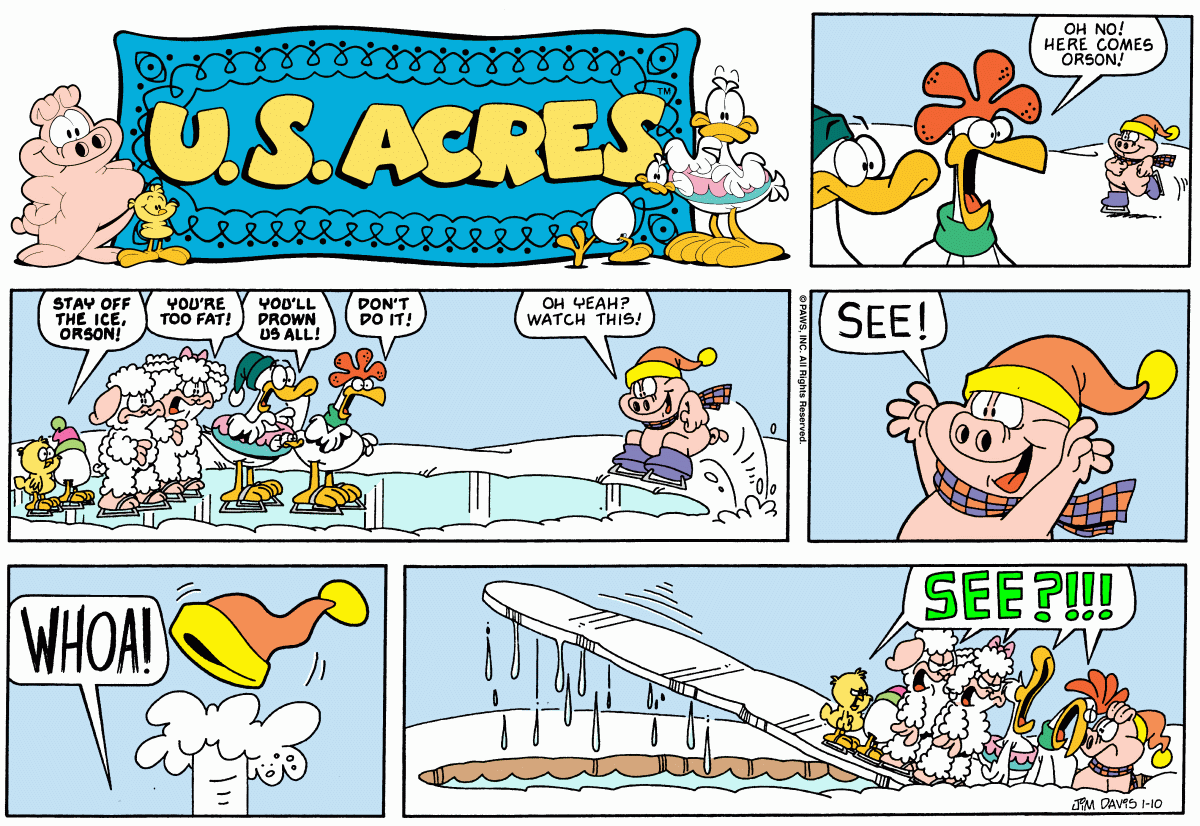 U.S. ACRES™
OH NO!
HERE COMES
ORSON!
STAY OFF
THE ICE,
ORSON!
YOU'RE
TOO FAT!
YOU'LL
DROWN
US ALL!
DON'T
DO IT!
OH YEAH?
WATCH THIS!
© PAWS, INC. All Rights Reserved.
SEE!
WHOA!
SEE?!!!
JIM DAVIS 1-10